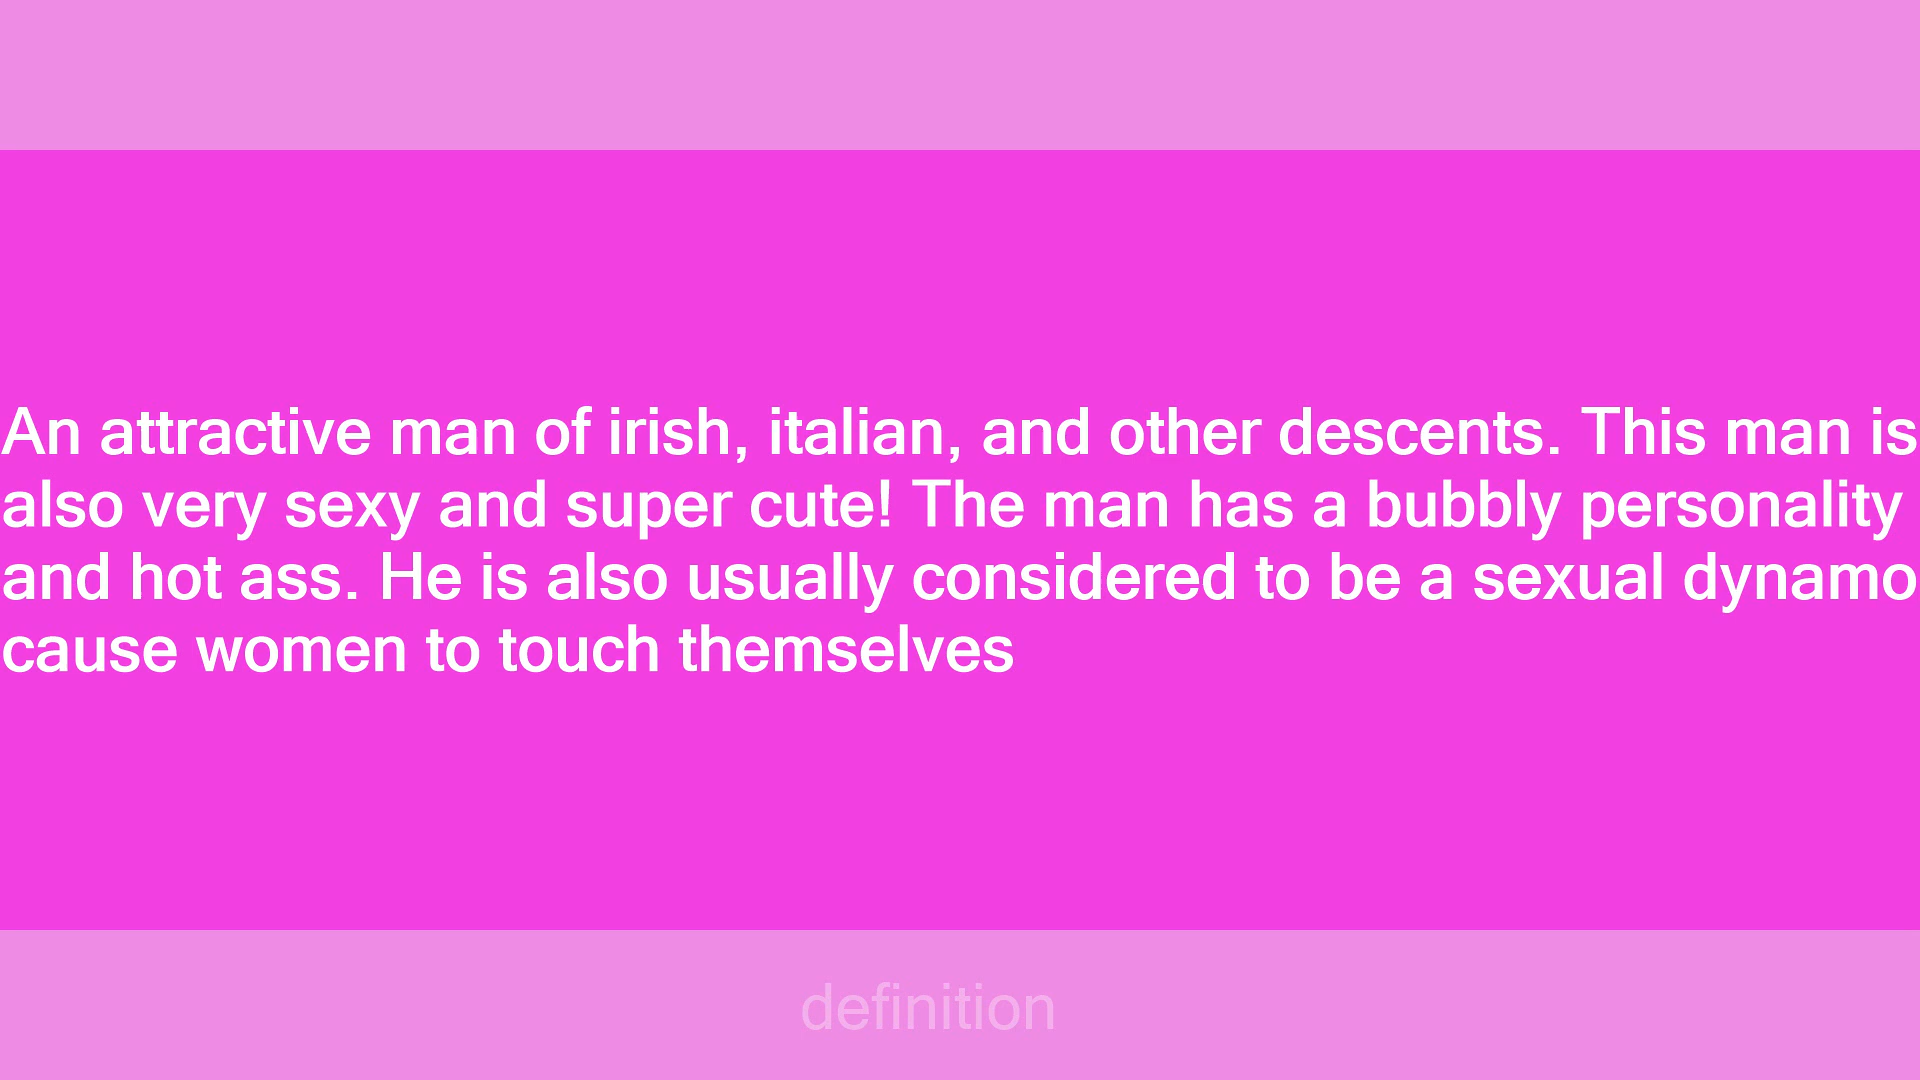 An attractive man of irish, italian, and other descents. This man is
also very sexy and super cute! The man has a bubbly personality
and hot ass. He is also usually considered to be a sexual dynamo
cause women to touch themselves
definition